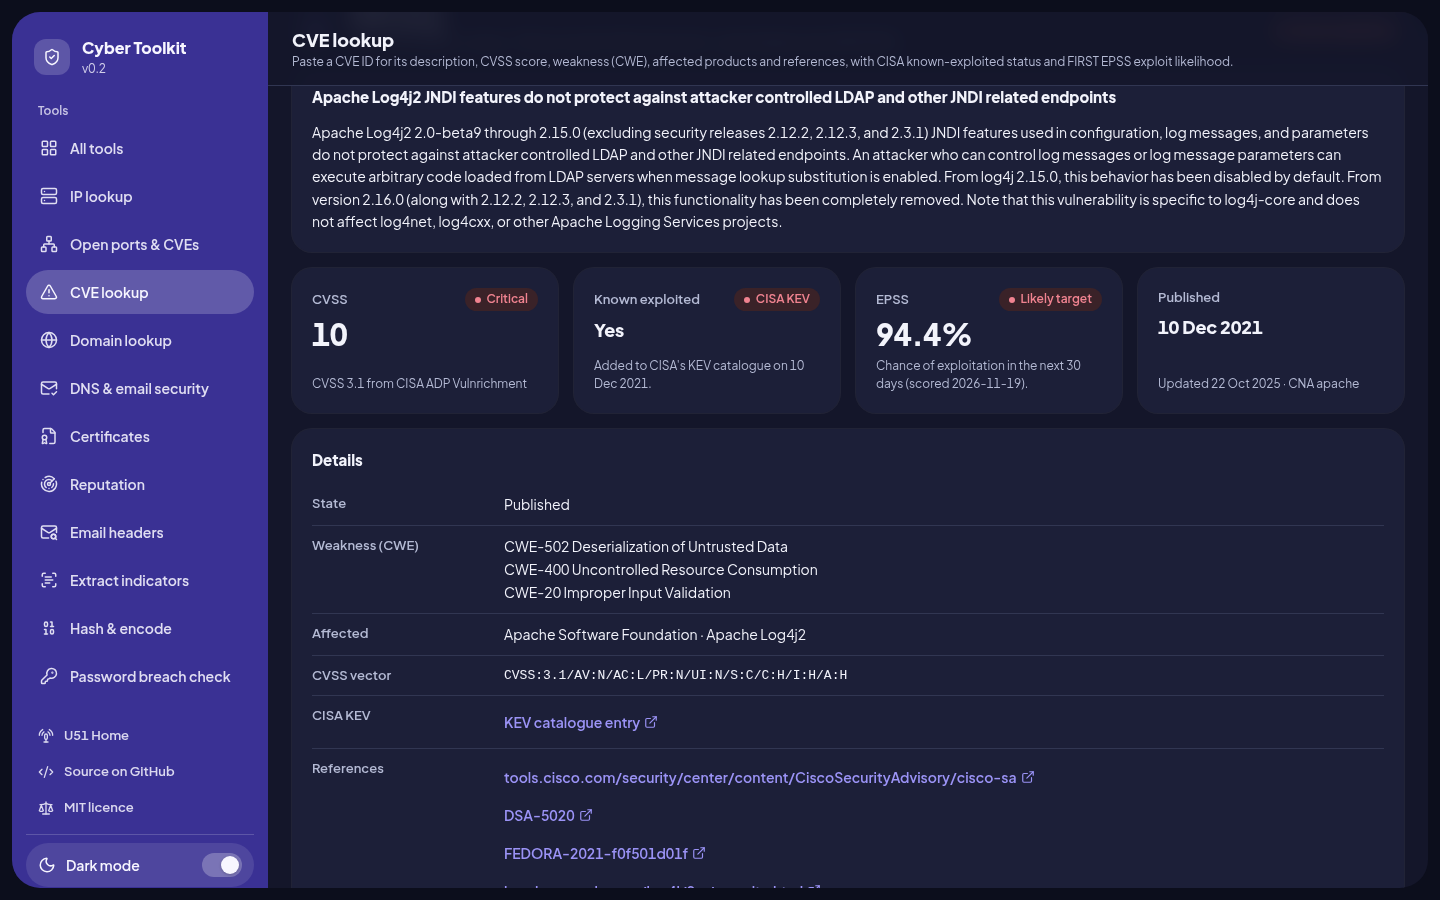 Cyber Toolkit
v0.2
Tools
All tools
IP lookup
Open ports & CVEs
CVE lookup
Domain lookup
DNS & email security
Certificates
Reputation
Email headers
Extract indicators
Hash & encode
Password breach check
U51 Home
Source on GitHub
MIT licence
Dark mode
CVE lookup
Paste a CVE ID for its description, CVSS score, weakness (CWE), affected products and references, with CISA known-exploited status and FIRST EPSS exploit likelihood.
Apache Log4j2 JNDI features do not protect against attacker controlled LDAP and other JNDI related endpoints
Apache Log4j2 2.0-beta9 through 2.15.0 (excluding security releases 2.12.2, 2.12.3, and 2.3.1) JNDI features used in configuration, log messages, and parameters
do not protect against attacker controlled LDAP and other JNDI related endpoints. An attacker who can control log messages or log message parameters can
execute arbitrary code loaded from LDAP servers when message lookup substitution is enabled. From log4j 2.15.0, this behavior has been disabled by default. From
version 2.16.0 (along with 2.12.2, 2.12.3, and 2.3.1), this functionality has been completely removed. Note that this vulnerability is specific to log4j-core and does
not affect log4net, log4cxx, or other Apache Logging Services projects.
CVSS
Critical
10
CVSS 3.1 from CISA ADP Vulnrichment
Known exploited
CISA KEV
Yes
Added to CISA's KEV catalogue on 10
Dec 2021.
EPSS
Likely target
94.4%
Chance of exploitation in the next 30
days (scored 2026-11-19).
Published
10 Dec 2021
Updated 22 Oct 2025 · CNA apache
Details
State
Published
Weakness (CWE)
CWE-502 Deserialization of Untrusted Data
CWE-400 Uncontrolled Resource Consumption
CWE-20 Improper Input Validation
Affected
Apache Software Foundation · Apache Log4j2
CVSS vector
CVSS:3.1/AV:N/AC:L/PR:N/UI:N/S:C/C:H/I:H/A:H
CISA KEV
KEV catalogue entry
References
tools.cisco.com/security/center/content/CiscoSecurityAdvisory/cisco-sa
DSA-5020
FEDORA-2021-f0f501d01f